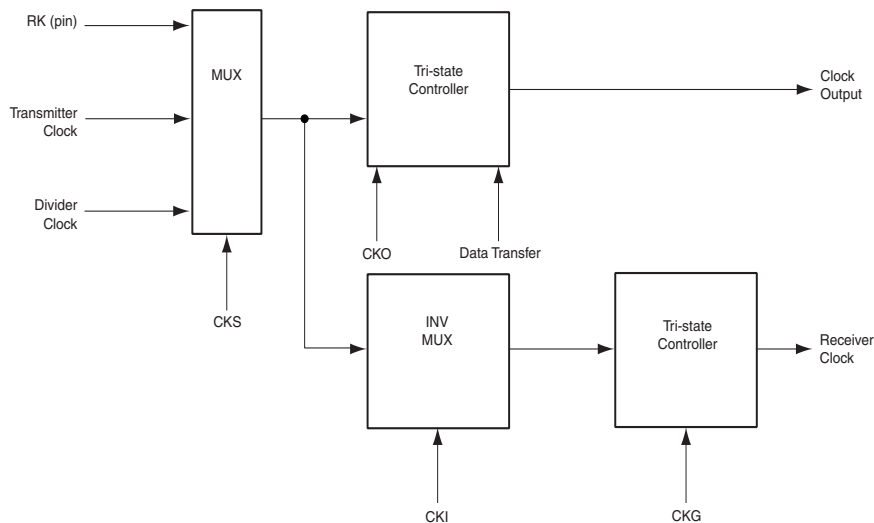 RK (pin)
MUX
Tri-state
Controller
Clock
Output
Transmitter
Clock
Divider
Clock
CKO
Data Transfer
CKS
INV
MUX
Tri-state
Controller
Receiver
Clock
CKI
CKG